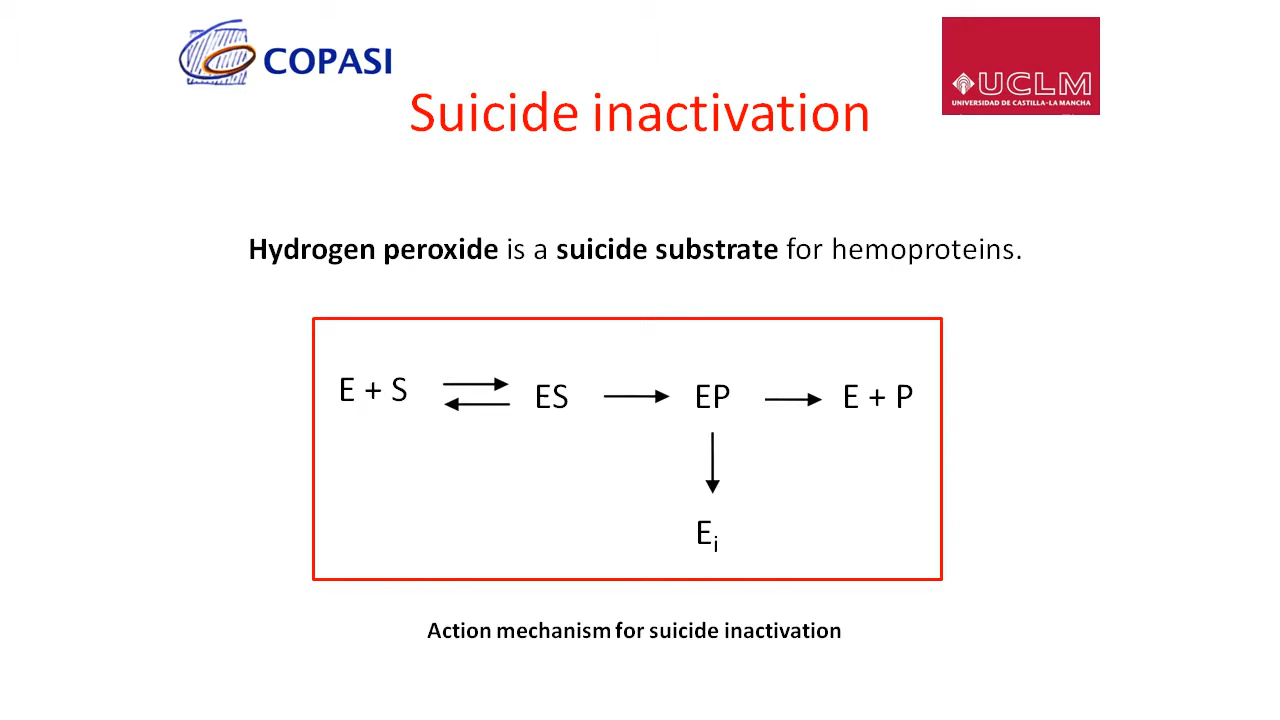 COPASI
UCLM
UNIVERSIDAD DE CASTILLA-LA MANCHA
Suicide inactivation
Hydrogen peroxide is a suicide substrate for hemoproteins.
E + S ES EP E + P
Ei
Action mechanism for suicide inactivation